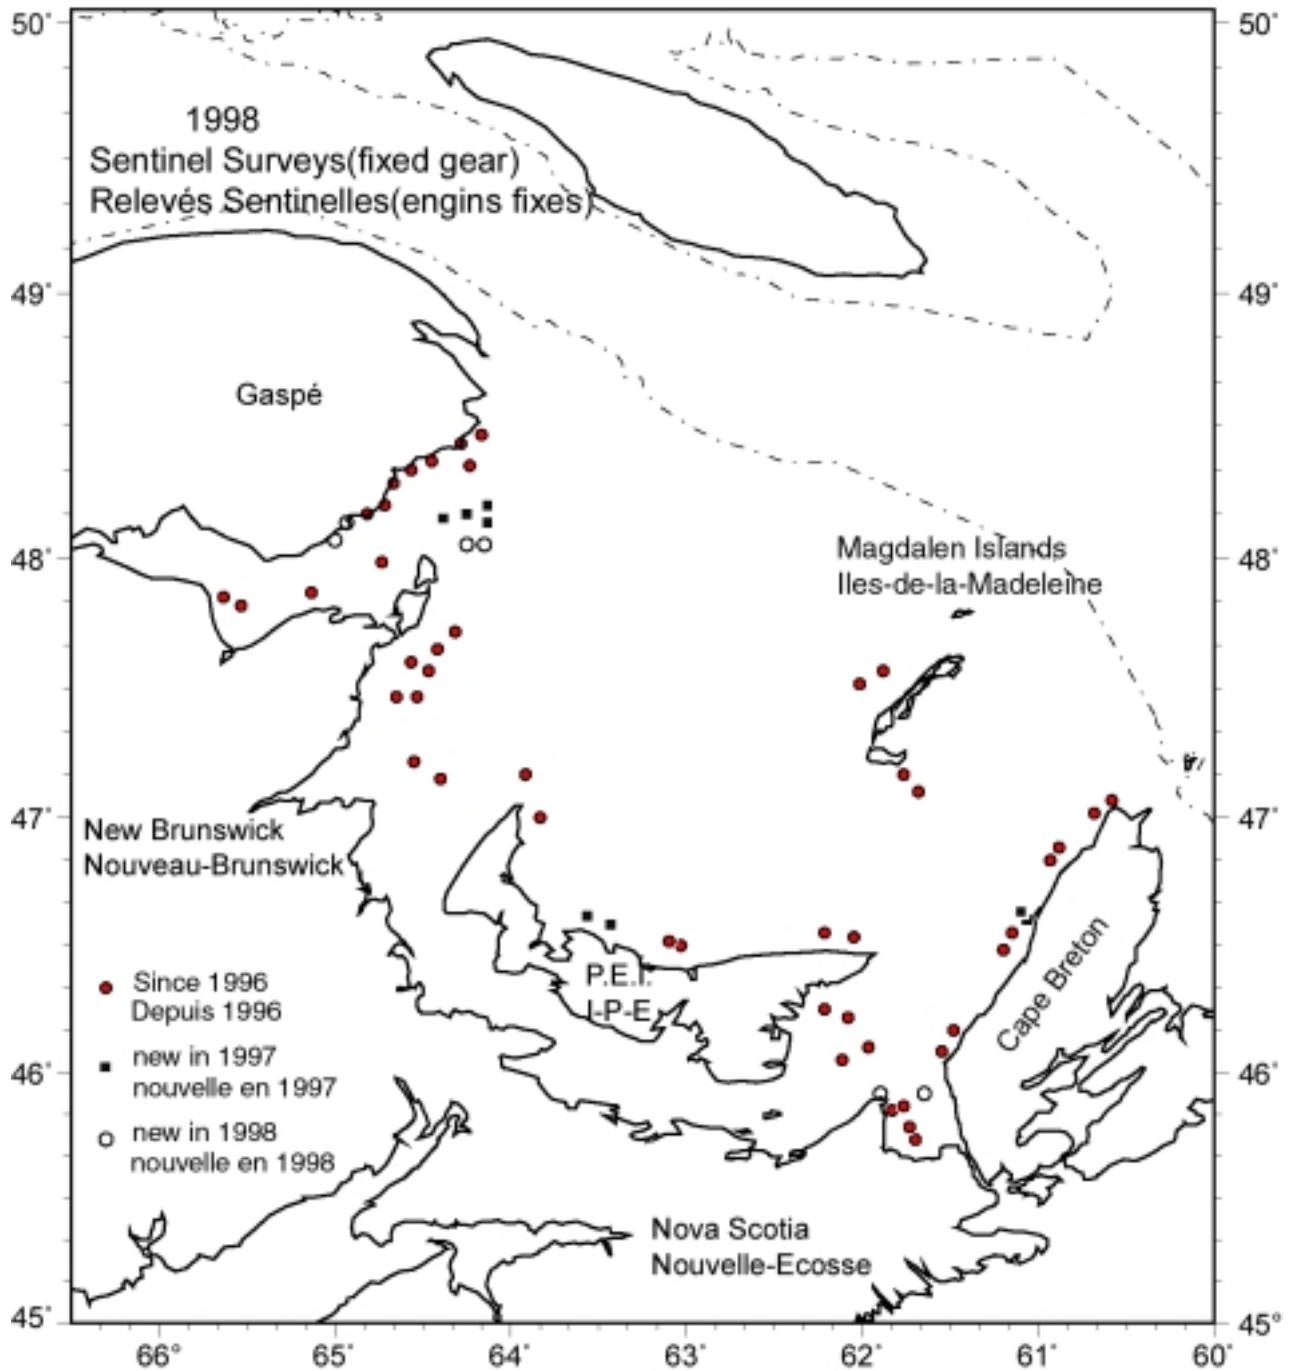 50° 50°
1998
Sentinel Surveys(fixed gear)
Relevés Sentinelles(engins fixes)
49° 49°
Gaspé
48° 48°
Magdalen Islands
Iles-de-la-Madeleine
47° 47°
New Brunswick
Nouveau-Brunswick
Cape Breton
P.E.I.
I-P-E
Since 1996
Depuis 1996
new in 1997
nouvelle en 1997
46° 46°
new in 1998
nouvelle en 1998
Nova Scotia
Nouvelle-Ecosse
45° 45°
66° 65° 64° 63° 62° 61° 60°